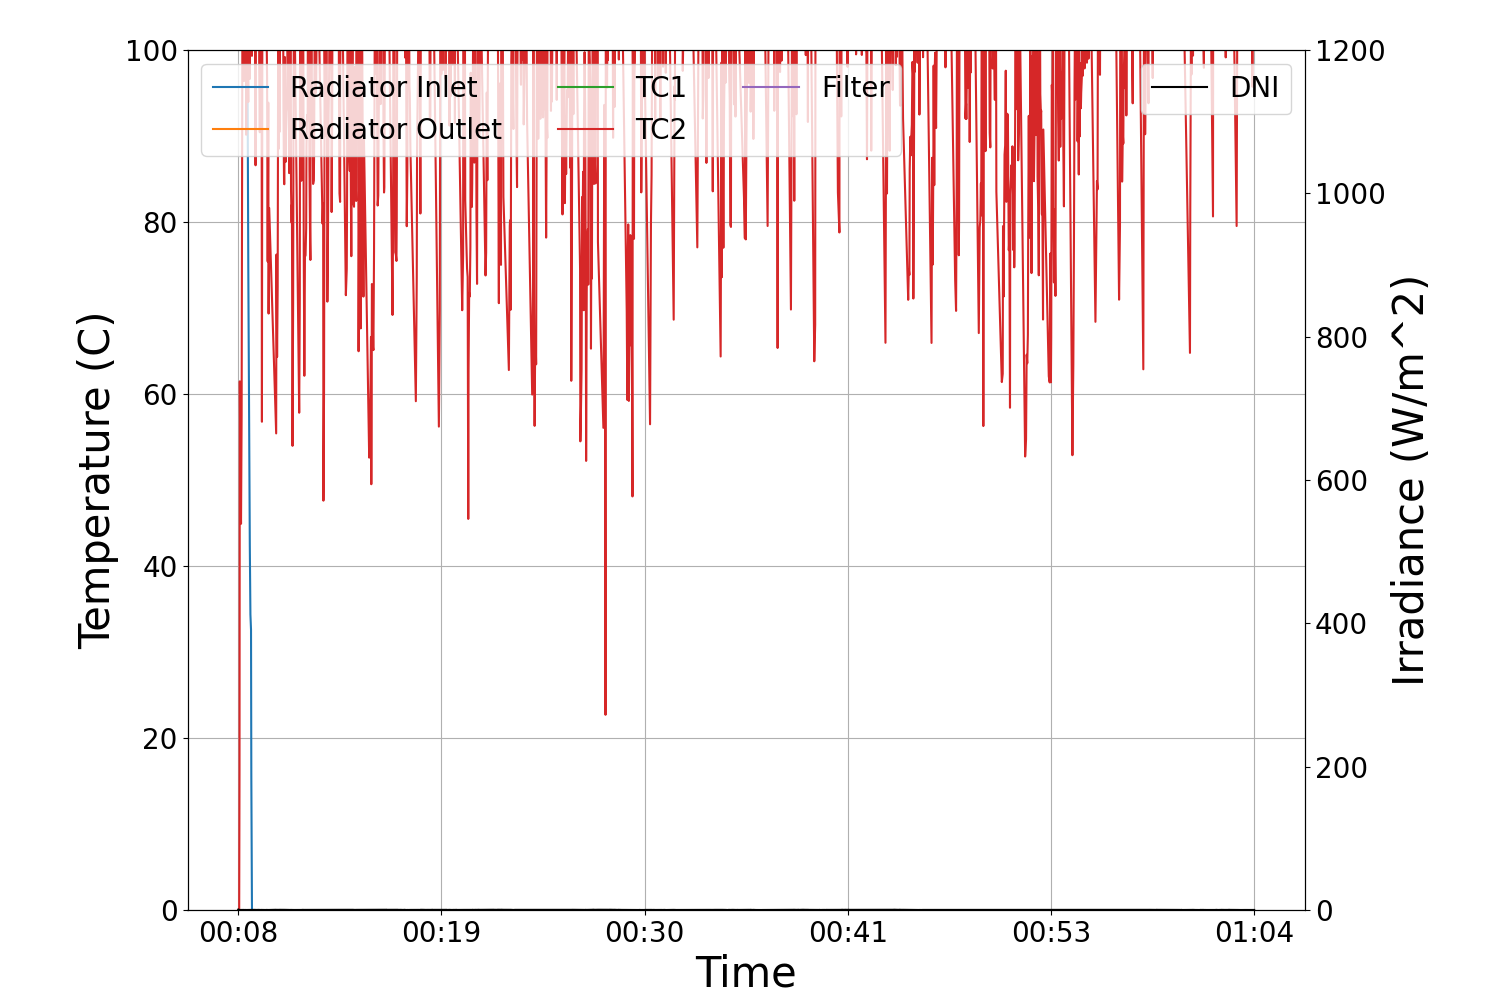 100
80
60
40
20
0
Temperature (C)
Radiator Inlet
Radiator Outlet
TC1
TC2
Filter
DNI
1200
1000
800
600
400
200
0
Irradiance (W/m^2)
00:08 00:19 00:30 00:41 00:53 01:04
Time